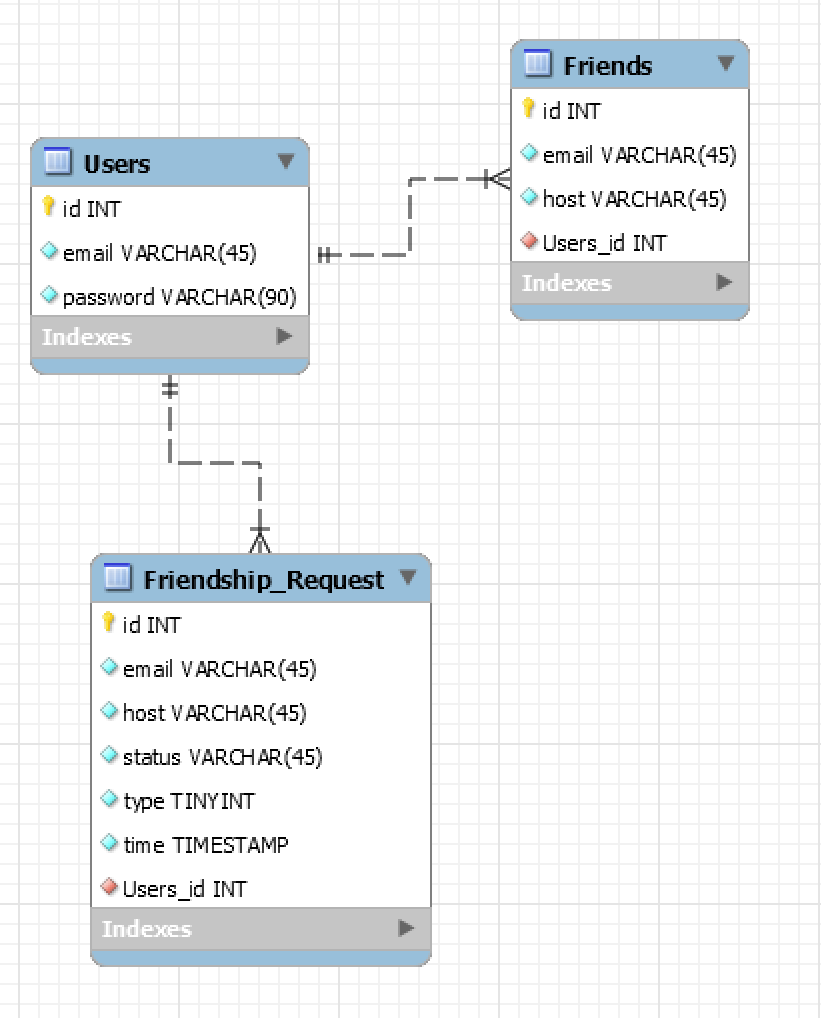 Users
id INT
email VARCHAR(45)
password VARCHAR(90)
Indexes
Friends
id INT
email VARCHAR(45)
host VARCHAR(45)
Users_id INT
Indexes
Friendship_Request
id INT
email VARCHAR(45)
host VARCHAR(45)
status VARCHAR(45)
type TINYINT
time TIMESTAMP
Users_id INT
Indexes